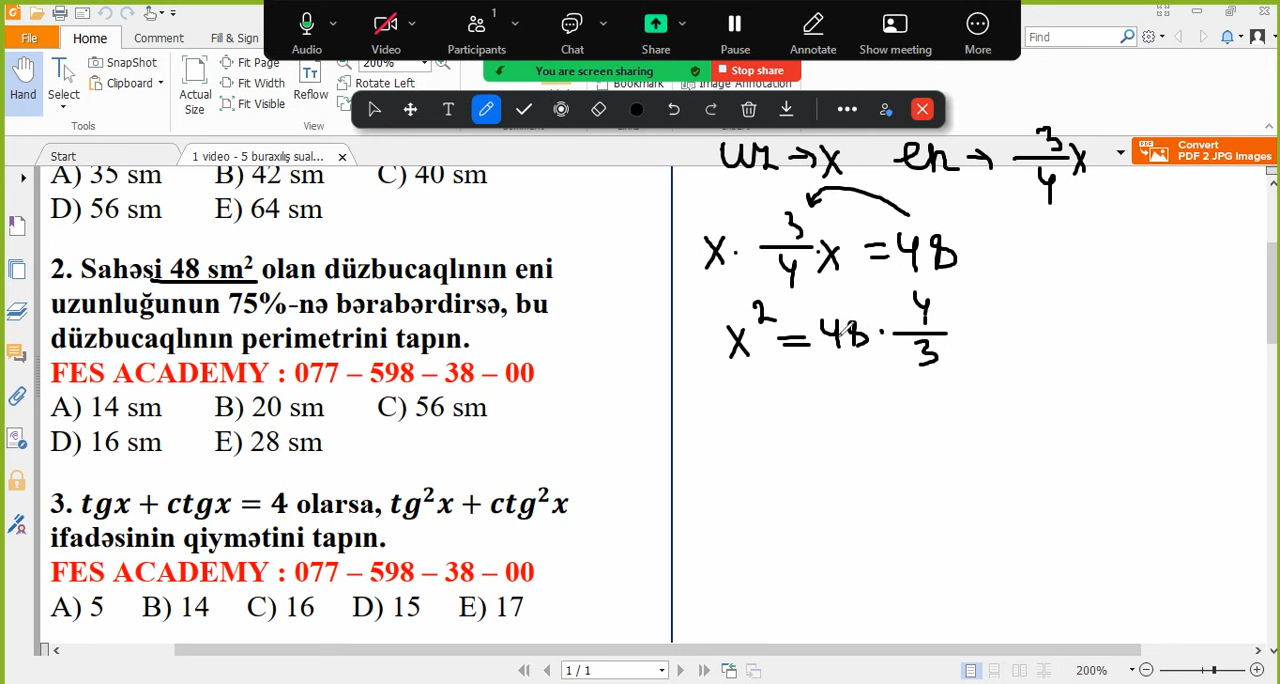 Audio Video Participants 1 Chat Share Pause Annotate Show meeting More
File Home Comment Fill & Sign
Find
You are screen sharing Stop share
Hand Select SnapShot Clipboard Actual Size Fit Page Fit Width Fit Visible Reflow 200% Rotate Left Bookmark Image Annotation
Tools View
Start 1 video - 5 buraxılış sual...
Convert PDF 2 JPG Images
A) 35 sm B) 42 sm C) 40 sm
D) 56 sm E) 64 sm
2. Sahəsi 48 sm² olan düzbucaqlının eni
uzunluğunun 75%-nə bərabərdirsə, bu
düzbucaqlının perimetrini tapın.
FES ACADEMY : 077 – 598 – 38 – 00
A) 14 sm B) 20 sm C) 56 sm
D) 16 sm E) 28 sm
3. tgx + ctgx = 4 olarsa, tg²x + ctg²x
ifadəsinin qiymətini tapın.
FES ACADEMY : 077 – 598 – 38 – 00
A) 5 B) 14 C) 16 D) 15 E) 17
uz → x en → 3/4 x
x · 3/4 · x = 48
x² = 48 · 4/3
1 / 1
200%